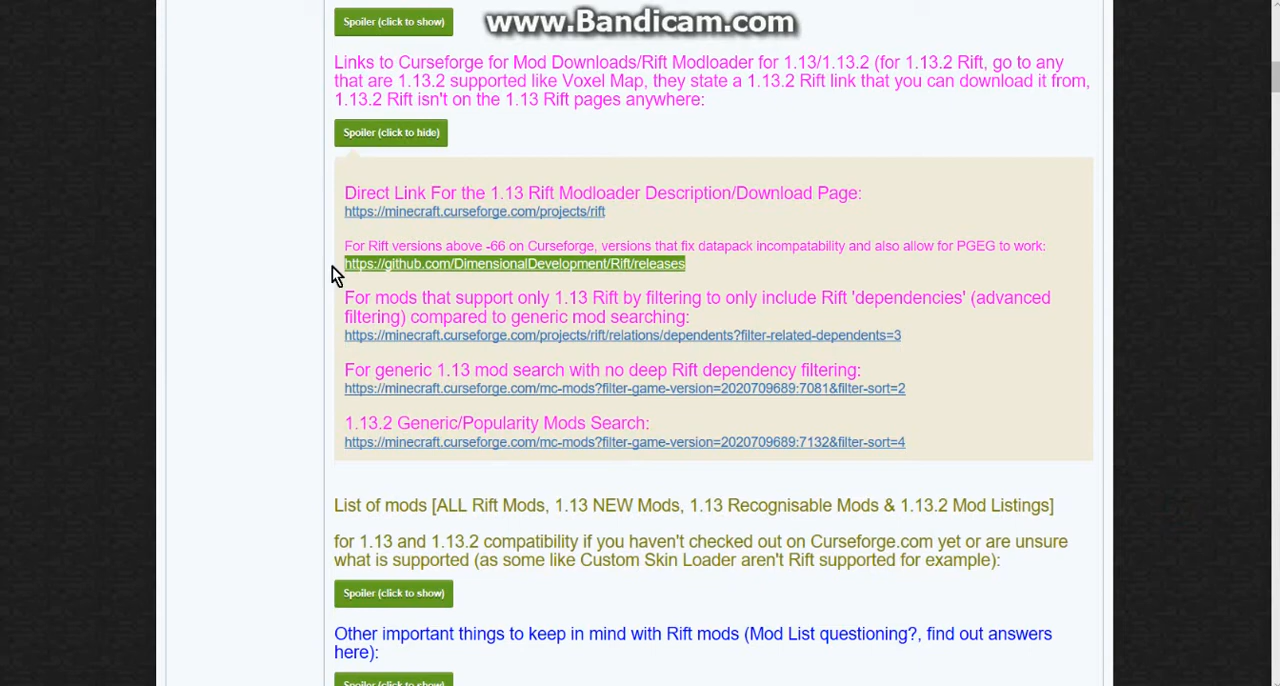 Spoiler (click to show)
www.Bandicam.com
Links to Curseforge for Mod Downloads/Rift Modloader for 1.13/1.13.2 (for 1.13.2 Rift, go to any
that are 1.13.2 supported like Voxel Map, they state a 1.13.2 Rift link that you can download it from,
1.13.2 Rift isn't on the 1.13 Rift pages anywhere:
Spoiler (click to hide)
Direct Link For the 1.13 Rift Modloader Description/Download Page:
https://minecraft.curseforge.com/projects/rift
For Rift versions above -66 on Curseforge, versions that fix datapack incompatability and also allow for PGEG to work:
https://github.com/DimensionalDevelopment/Rift/releases
For mods that support only 1.13 Rift by filtering to only include Rift 'dependencies' (advanced
filtering) compared to generic mod searching:
https://minecraft.curseforge.com/projects/rift/relations/dependents?filter-related-dependents=3
For generic 1.13 mod search with no deep Rift dependency filtering:
https://minecraft.curseforge.com/mc-mods?filter-game-version=2020709689:7081&filter-sort=2
1.13.2 Generic/Popularity Mods Search:
https://minecraft.curseforge.com/mc-mods?filter-game-version=2020709689:7132&filter-sort=4
List of mods [ALL Rift Mods, 1.13 NEW Mods, 1.13 Recognisable Mods & 1.13.2 Mod Listings]
for 1.13 and 1.13.2 compatibility if you haven't checked out on Curseforge.com yet or are unsure
what is supported (as some like Custom Skin Loader aren't Rift supported for example):
Spoiler (click to show)
Other important things to keep in mind with Rift mods (Mod List questioning?, find out answers
here):
Spoiler (click to show)